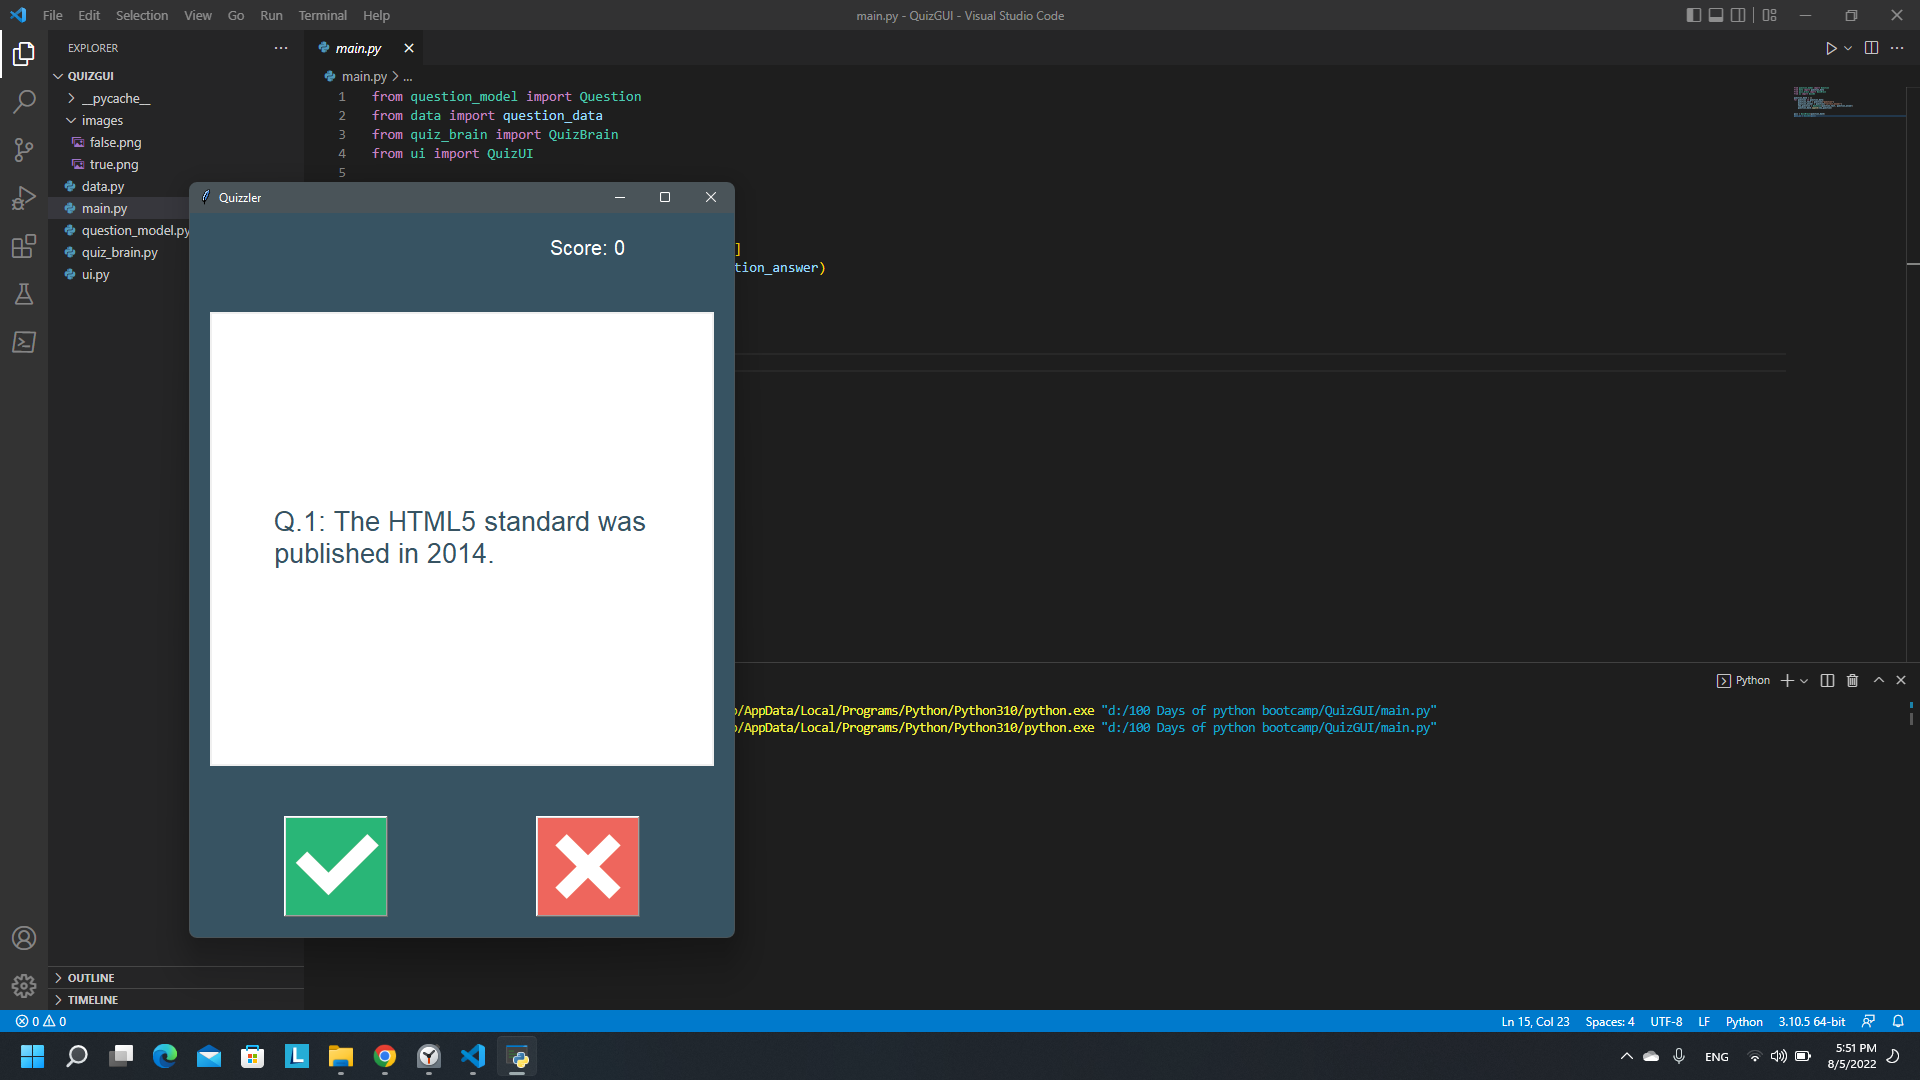 File Edit Selection View Go Run Terminal Help
main.py - QuizGUI - Visual Studio Code
EXPLORER
QUIZGUI
__pycache__
images
false.png
true.png
data.py
main.py
question_model.py
quiz_brain.py
ui.py
OUTLINE
TIMELINE
main.py
main.py > ...
1 from question_model import Question
2 from data import question_data
3 from quiz_brain import QuizBrain
4 from ui import QuizUI
5
]
tion_answer)
Quizzler
Score: 0
Q.1: The HTML5 standard was
published in 2014.
Python
/AppData/Local/Programs/Python/Python310/python.exe "d:/100 Days of python bootcamp/QuizGUI/main.py"
/AppData/Local/Programs/Python/Python310/python.exe "d:/100 Days of python bootcamp/QuizGUI/main.py"
0 0
Ln 15, Col 23 Spaces: 4 UTF-8 LF Python 3.10.5 64-bit
L
ENG
5:51 PM
8/5/2022